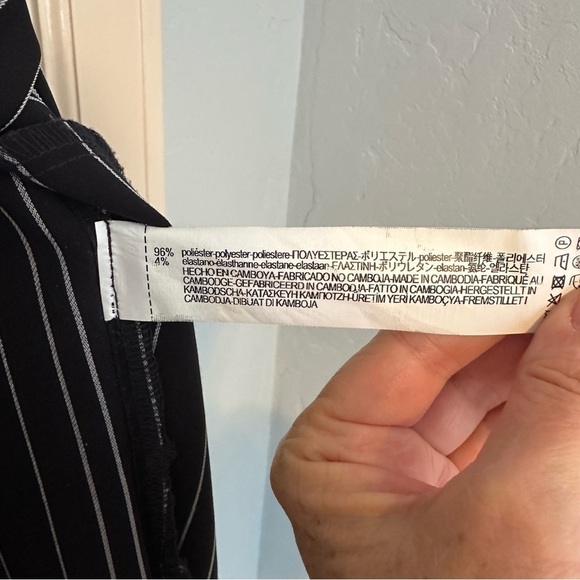 96% poliéster-polyester-poliestere-ΠΟΛΥΕΣΤΕΡΑΣ-ポリエステル-poliester-聚酯纤维-폴리에스터
4% elastano-élasthanne-elastane-elastaan-ΕΛΑΣΤΙΝΗ-ポリウレタン-elastan-氨纶-엘라스탄
HECHO EN CAMBOYA-FABRICADO NO CAMBOJA-MADE IN CAMBODIA-FABRIQUÉ AU
CAMBODGE-GEFABRICEERD IN CAMBODJA-FATTO IN CAMBOGIA-HERGESTELLT IN
KAMBODSCHA-ΚΑΤΑΣΚΕΥΗ ΚΑΜΠΟΤΖΗ-ÜRETİM YERİ KAMBOÇYA-FREMSTILLET I
CAMBODJA-DIBUAT DI KAMBOJA